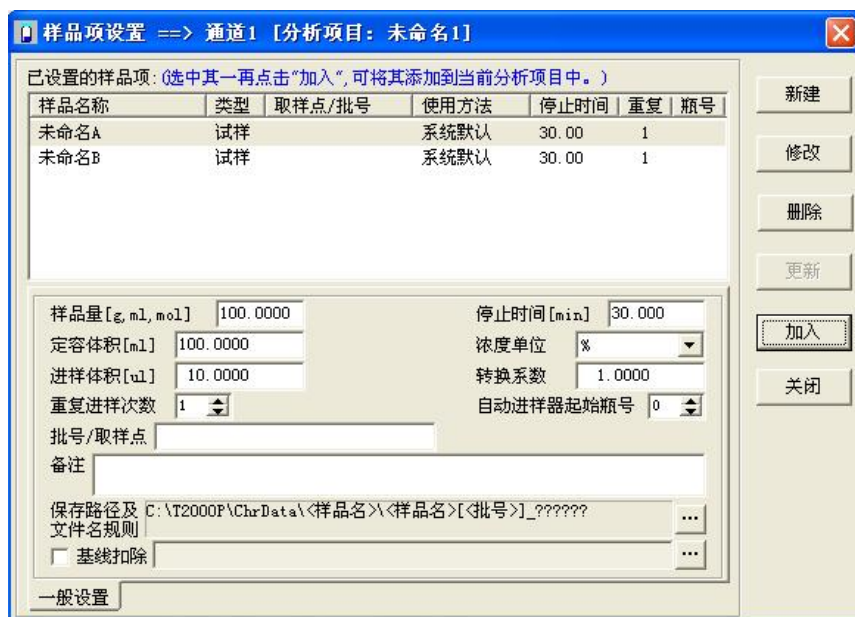 样品项设置 ==> 通道1 [分析项目: 未命名1]
已设置的样品项:(选中其一再点击"加入",可将其添加到当前分析项目中。)
样品名称 类型 取样点/批号 使用方法 停止时间 重复 瓶号
未命名A 试样 系统默认 30.00 1
未命名B 试样 系统默认 30.00 1
新建
修改
删除
更新
加入
关闭
样品量[g,ml,mol] 100.0000 停止时间[min] 30.000
定容体积[ml] 100.0000 浓度单位 %
进样体积[ul] 10.0000 转换系数 1.0000
重复进样次数 1 自动进样器起始瓶号 0
批号/取样点
备注
保存路径及 C:\T2000P\ChrData\<样品名>\<样品名>[<批号>]_?????? ...
文件名规则
基线扣除 ...
一般设置